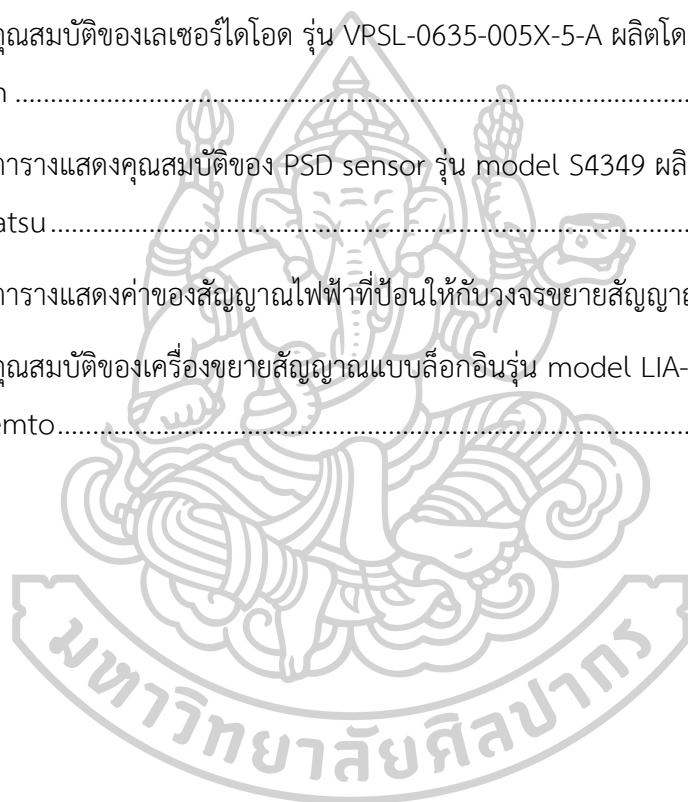 คุณสมบัติของเลเซอร์ไดโอด รุ่น VPSL-0635-005X-5-A ผลิตโด
...........................................................................................................
ตารางแสดงคุณสมบัติของ PSD sensor รุ่น model S4349 ผลิ
atsu...........................................................................................................
ตารางแสดงค่าของสัญญาณไฟฟ้าที่ป้อนให้กับวงจรขยายสัญญา
คุณสมบัติของเครื่องขยายสัญญาณแบบล็อกอินรุ่น model LIA-
emto...........................................................................................................
มหาวิทยาลัยศิลปากร